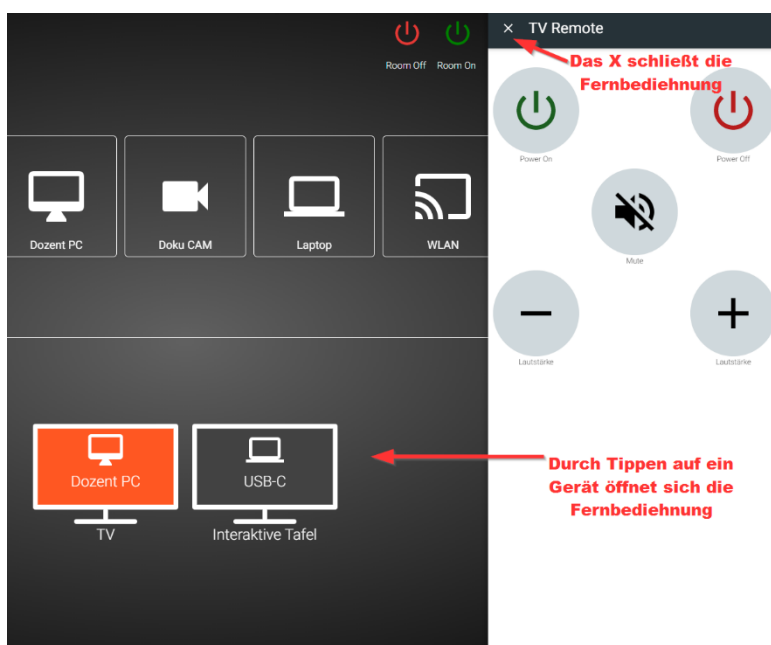 Room Off Room On
Dozent PC Doku CAM Laptop WLAN
Dozent PC USB-C
TV Interaktive Tafel
× TV Remote
Das X schließt die
Fernbediehnung
Power On Power Off
Mute
Lautstärke Lautstärke
Durch Tippen auf ein
Gerät öffnet sich die
Fernbediehnung